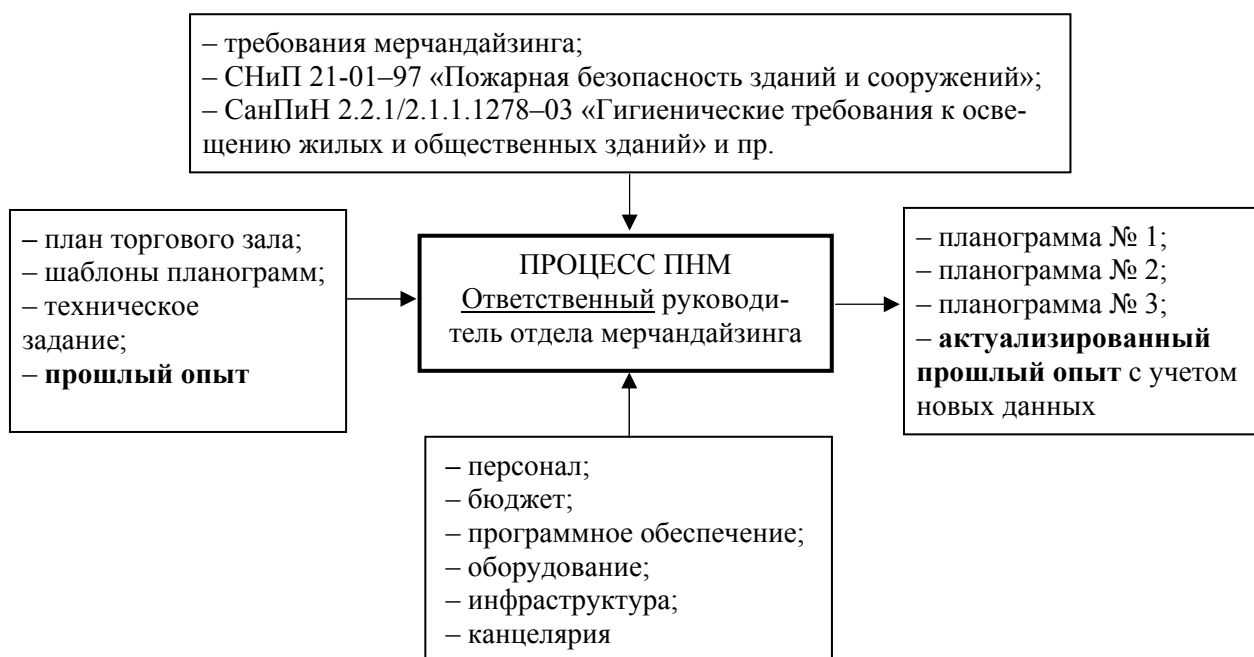 – требования мерчандайзинга;
– СНиП 21-01–97 «Пожарная безопасность зданий и сооружений»;
– СанПиН 2.2.1/2.1.1.1278–03 «Гигиенические требования к осве-
щению жилых и общественных зданий» и пр.
– план торгового зала;
– шаблоны планограмм;
– техническое
задание;
– прошлый опыт
ПРОЦЕСС ПНМ
Ответственный руководи-
тель отдела мерчандайзинга
– планограмма № 1;
– планограмма № 2;
– планограмма № 3;
– актуализированный
прошлый опыт с учетом
новых данных
– персонал;
– бюджет;
– программное обеспечение;
– оборудование;
– инфраструктура;
– канцелярия